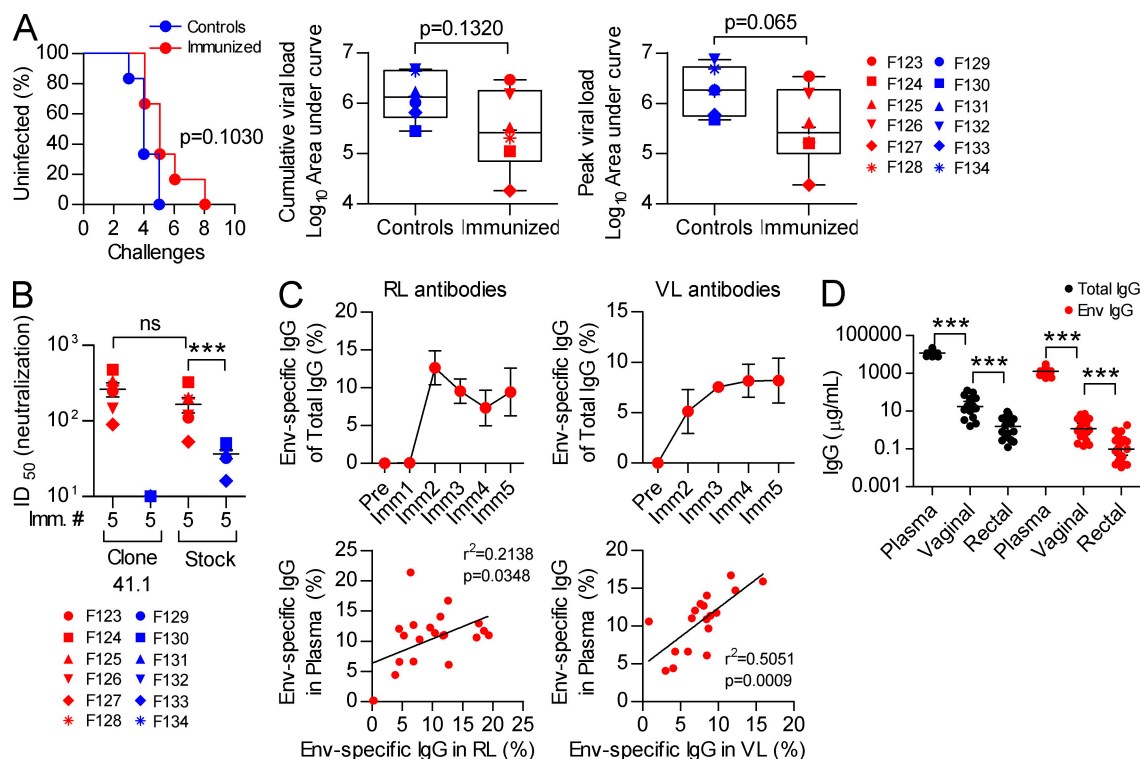 A
Controls
Immunized
Uninfected (%)
100
80
60
40
20
0
p=0.1030
0 2 4 6 8 10
Challenges
Cumulative viral load
Log10 Area under curve
p=0.1320
7
6
5
4
Controls Immunized
Peak viral load
Log10 Area under curve
p=0.065
7
6
5
4
Controls Immunized
F123 F129
F124 F130
F125 F131
F126 F132
F127 F133
F128 F134
B
ID 50 (neutralization)
ns
***
10^3
10^2
10^1
Imm. # 5 5 5 5
Clone Stock
41.1
F123 F129
F124 F130
F125 F131
F126 F132
F127 F133
F128 F134
C
RL antibodies
Env-specific IgG
of Total IgG (%)
20
15
10
5
0
Pre Imm1 Imm2 Imm3 Imm4 Imm5
VL antibodies
Env-specific IgG
of Total IgG (%)
15
10
5
0
Pre Imm2 Imm3 Imm4 Imm5
Env-specific IgG
in Plasma (%)
25
20
15
10
5
0
r2=0.2138
p=0.0348
0 5 10 15 20 25
Env-specific IgG in RL (%)
Env-specific IgG
in Plasma (%)
20
15
10
5
0
r2=0.5051
p=0.0009
0 5 10 15 20
Env-specific IgG in VL (%)
D
Total IgG
Env IgG
IgG (μg/mL)
100000
1000
10
0.1
0.001
*** *** *** ***
Plasma Vaginal Rectal Plasma Vaginal Rectal